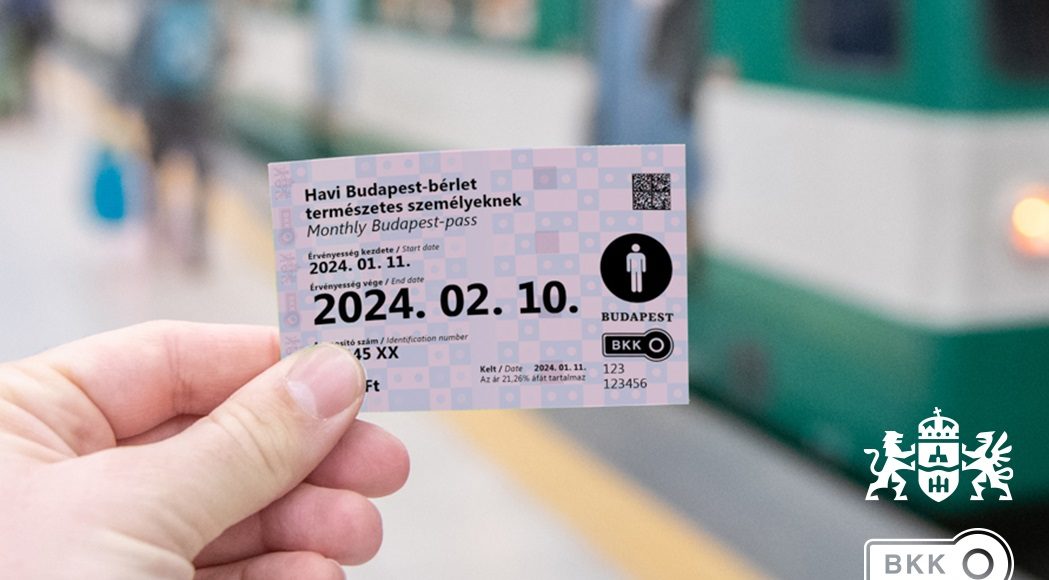 Havi Budapest-bérlet
természetes személyeknek
Monthly Budapest-pass
Érvényesség kezdete / Start date
2024. 01. 11.
Érvényesség vége / End date
2024. 02. 10.
szám / Identification number
45 XX
Ft
Kelt / Date 2024. 01. 11.
Az ár 21,26% áfát tartalmaz
BUDAPEST
BKK
123
123456
BKK